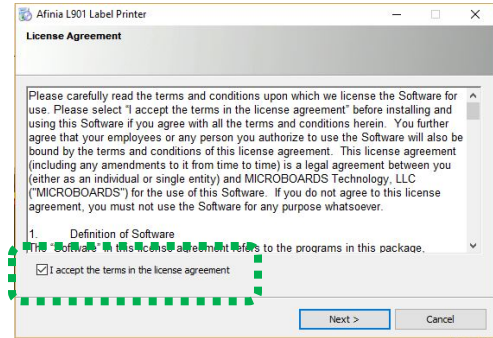 Afinia L901 Label Printer
License Agreement
Please carefully read the terms and conditions upon which we license the Software for
use. Please select "I accept the terms in the license agreement" before installing and
using this Software if you agree with all the terms and conditions herein. You further
agree that your employees or any person you authorize to use the Software will also be
bound by the terms and conditions of this license agreement. This license agreement
(including any amendments to it from time to time) is a legal agreement between you
(either as an individual or single entity) and MICROBOARDS Technology, LLC
("MICROBOARDS") for the use of this Software. If you do not agree to this license
agreement, you must not use the Software for any purpose whatsoever.
1. Definition of Software
The "Software" in this license agreement refers to the programs in this package,
I accept the terms in the license agreement
Next >
Cancel